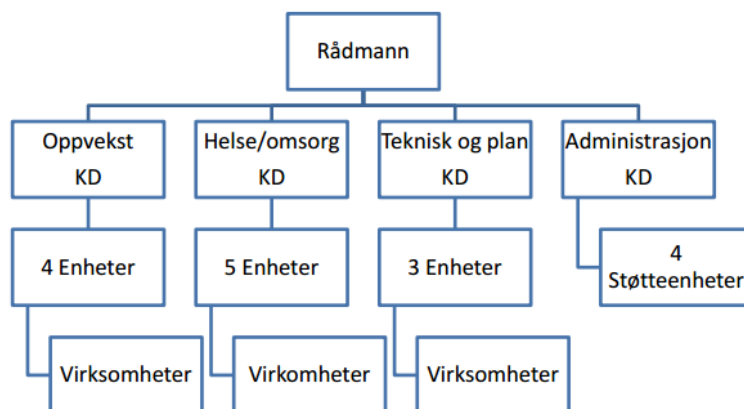 Rådmann
Oppvekst
KD
Helse/omsorg
KD
Teknisk og plan
KD
Administrasjon
KD
4 Enheter
5 Enheter
3 Enheter
4
Støtteenheter
Virksomheter
Virkomheter
Virksomheter